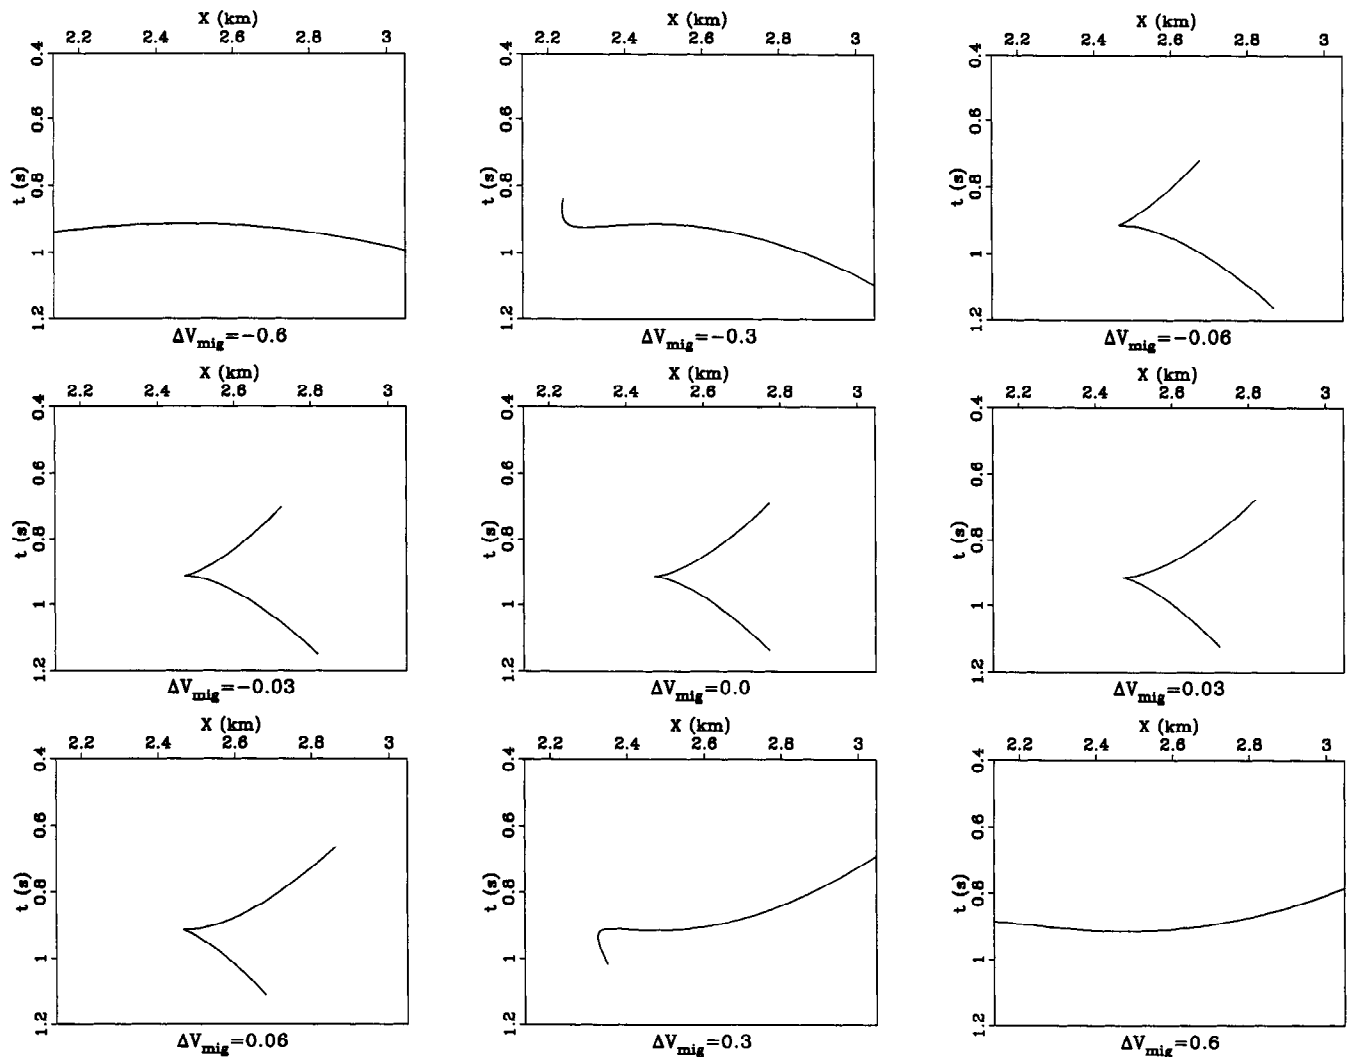 X (km)
2.2 2.4 2.6 2.8 3
t (s)
0.4 0.6 0.8 1 1.2
ΔV_mig=−0.6
X (km)
2.2 2.4 2.6 2.8 3
t (s)
0.4 0.6 0.8 1 1.2
ΔV_mig=−0.3
X (km)
2.2 2.4 2.6 2.8 3
t (s)
0.4 0.6 0.8 1 1.2
ΔV_mig=−0.06
X (km)
2.2 2.4 2.6 2.8 3
t (s)
0.4 0.6 0.8 1 1.2
ΔV_mig=−0.03
X (km)
2.2 2.4 2.6 2.8 3
t (s)
0.4 0.6 0.8 1 1.2
ΔV_mig=0.0
X (km)
2.2 2.4 2.6 2.8 3
t (s)
0.4 0.6 0.8 1 1.2
ΔV_mig=0.03
X (km)
2.2 2.4 2.6 2.8 3
t (s)
0.4 0.6 0.8 1 1.2
ΔV_mig=0.06
X (km)
2.2 2.4 2.6 2.8 3
t (s)
0.4 0.6 0.8 1 1.2
ΔV_mig=0.3
X (km)
2.2 2.4 2.6 2.8 3
t (s)
0.4 0.6 0.8 1 1.2
ΔV_mig=0.6